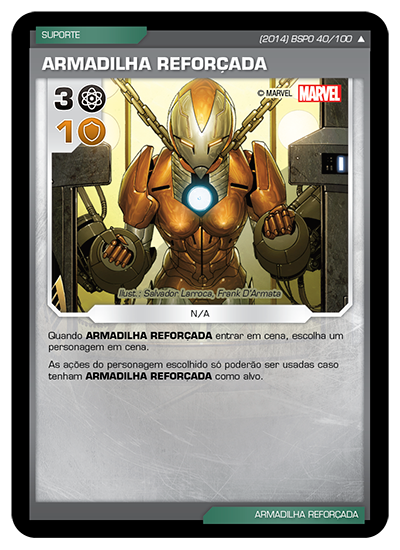 SUPORTE
(2014) BSPO 40/100 ▲
ARMADILHA REFORÇADA
3
© MARVEL MARVEL
10
Ilust.: Salvador Larroca, Frank D'Armata
N/A
Quando ARMADILHA REFORÇADA entrar em cena, escolha um
personagem em cena.
As ações do personagem escolhido só poderão ser usadas caso
tenham ARMADILHA REFORÇADA como alvo.
ARMADILHA REFORÇADA